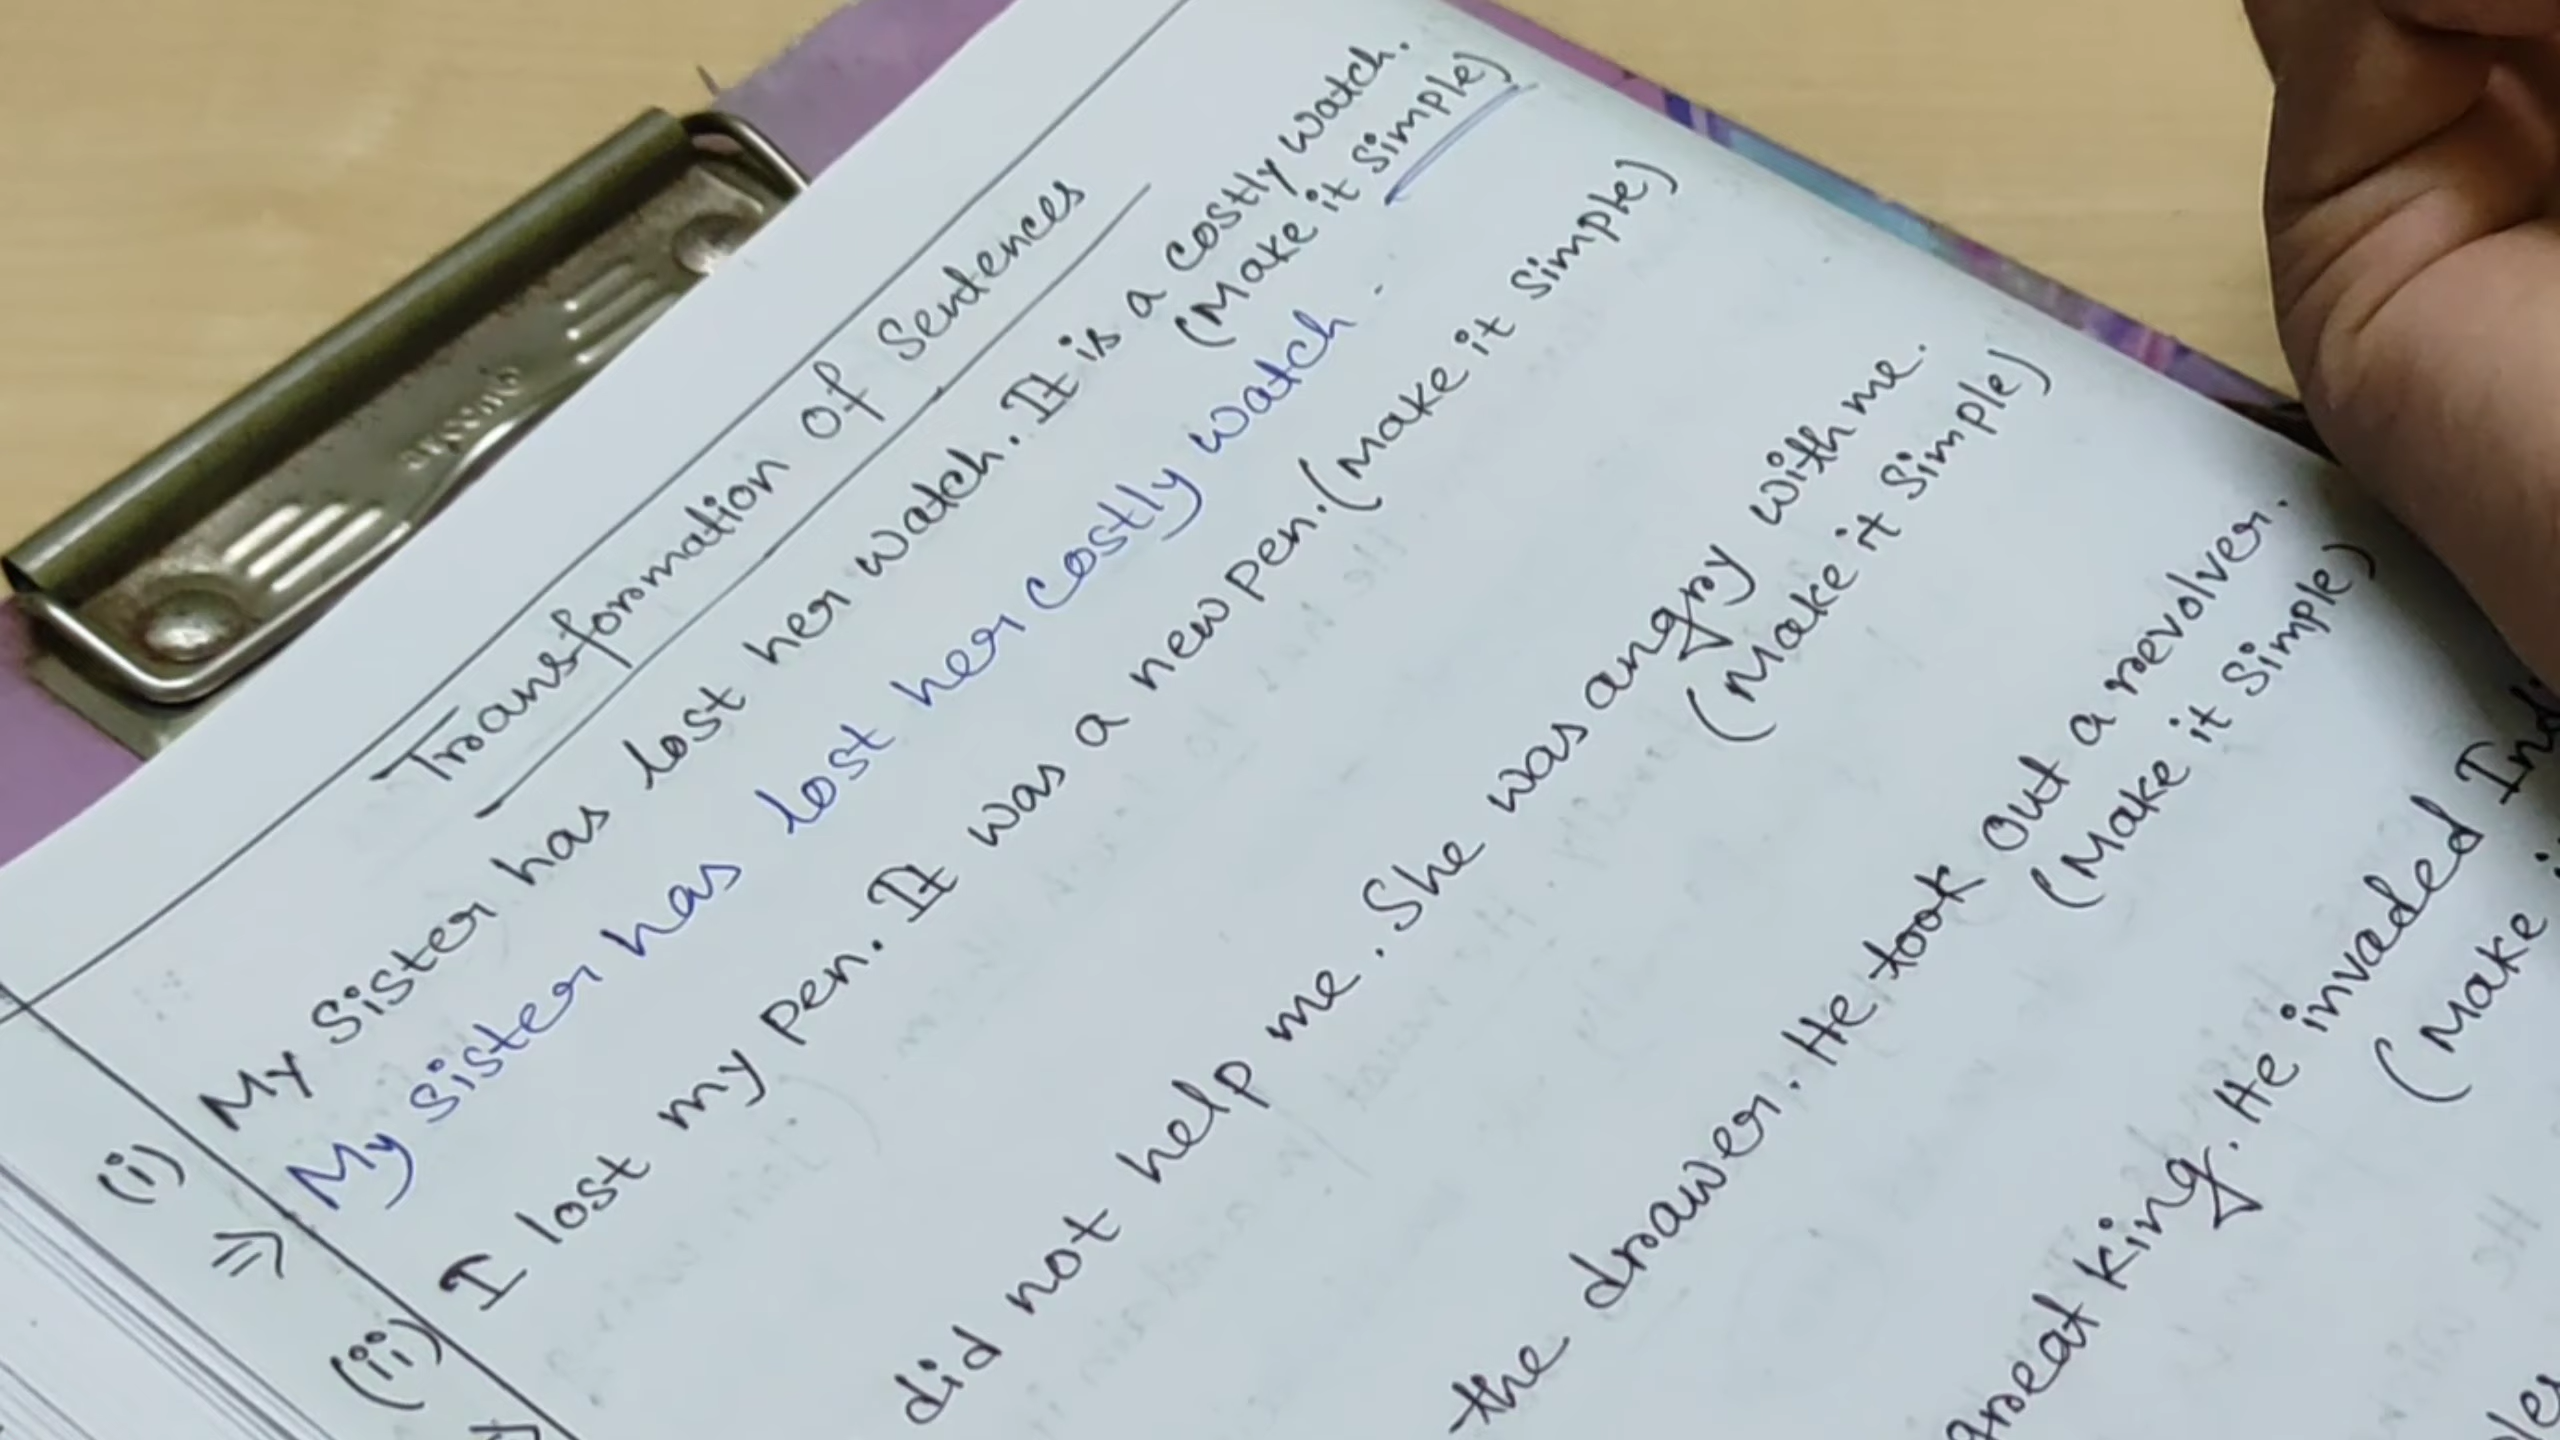 Transformation of Sentences
(i) My Sister has lost her watch. It is a costly watch.
(Make it Simple)
⇒ My Sister has lost her costly watch.
(ii) I lost my pen. It was a new pen. (Make it Simple)
did not help me. She was angry with me.
(Make it Simple)
the drawer. He took out a revolver.
(Make it Simple)
great king. He invaded
(Make